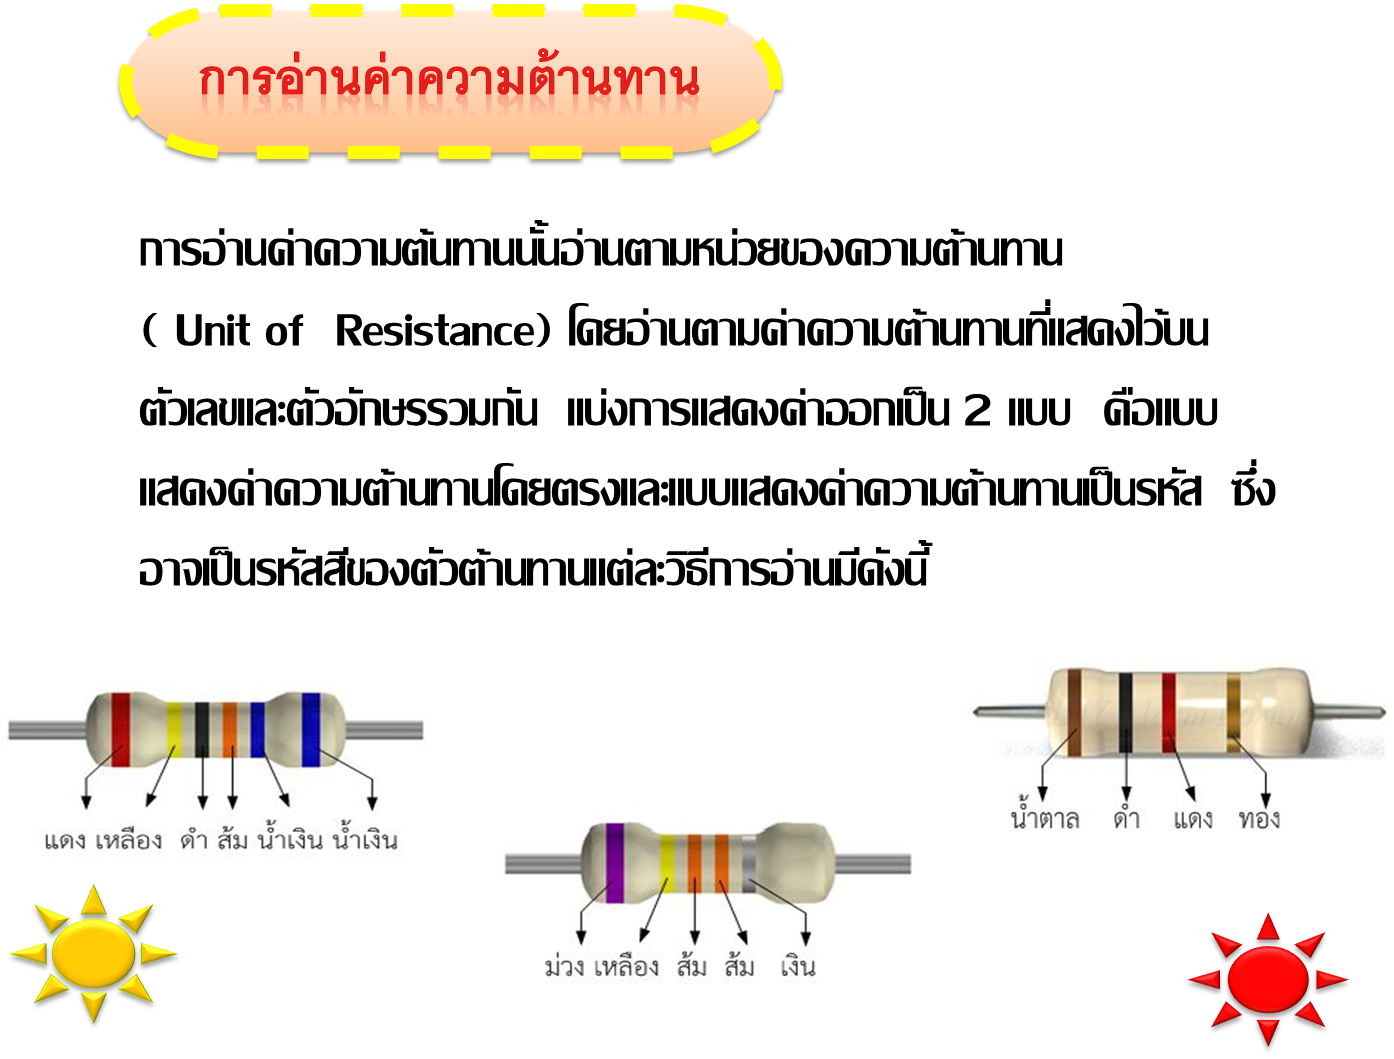 การอ่านค่าความต้านทาน
การอ่านค่าความต้นทานนั้นอ่านตามหน่วยของความต้านทาน
( Unit of Resistance) โดยอ่านตามค่าความต้านทานที่แสดงไว้บน
ตัวเลขและตัวอักษรรวมกัน แบ่งการแสดงค่าออกเป็น 2 แบบ คือแบบ
แสดงค่าความต้านทานโดยตรงและแบบแสดงค่าความต้านทานเป็นรหัส ซึ่ง
อาจเป็นรหัสสีของตัวต้านทานแต่ละวิธีการอ่านมีดังนี้
แดง เหลือง ดำ ส้ม น้ำเงิน น้ำเงิน
ม่วง เหลือง ส้ม ส้ม เงิน
น้ำตาล ดำ แดง ทอง